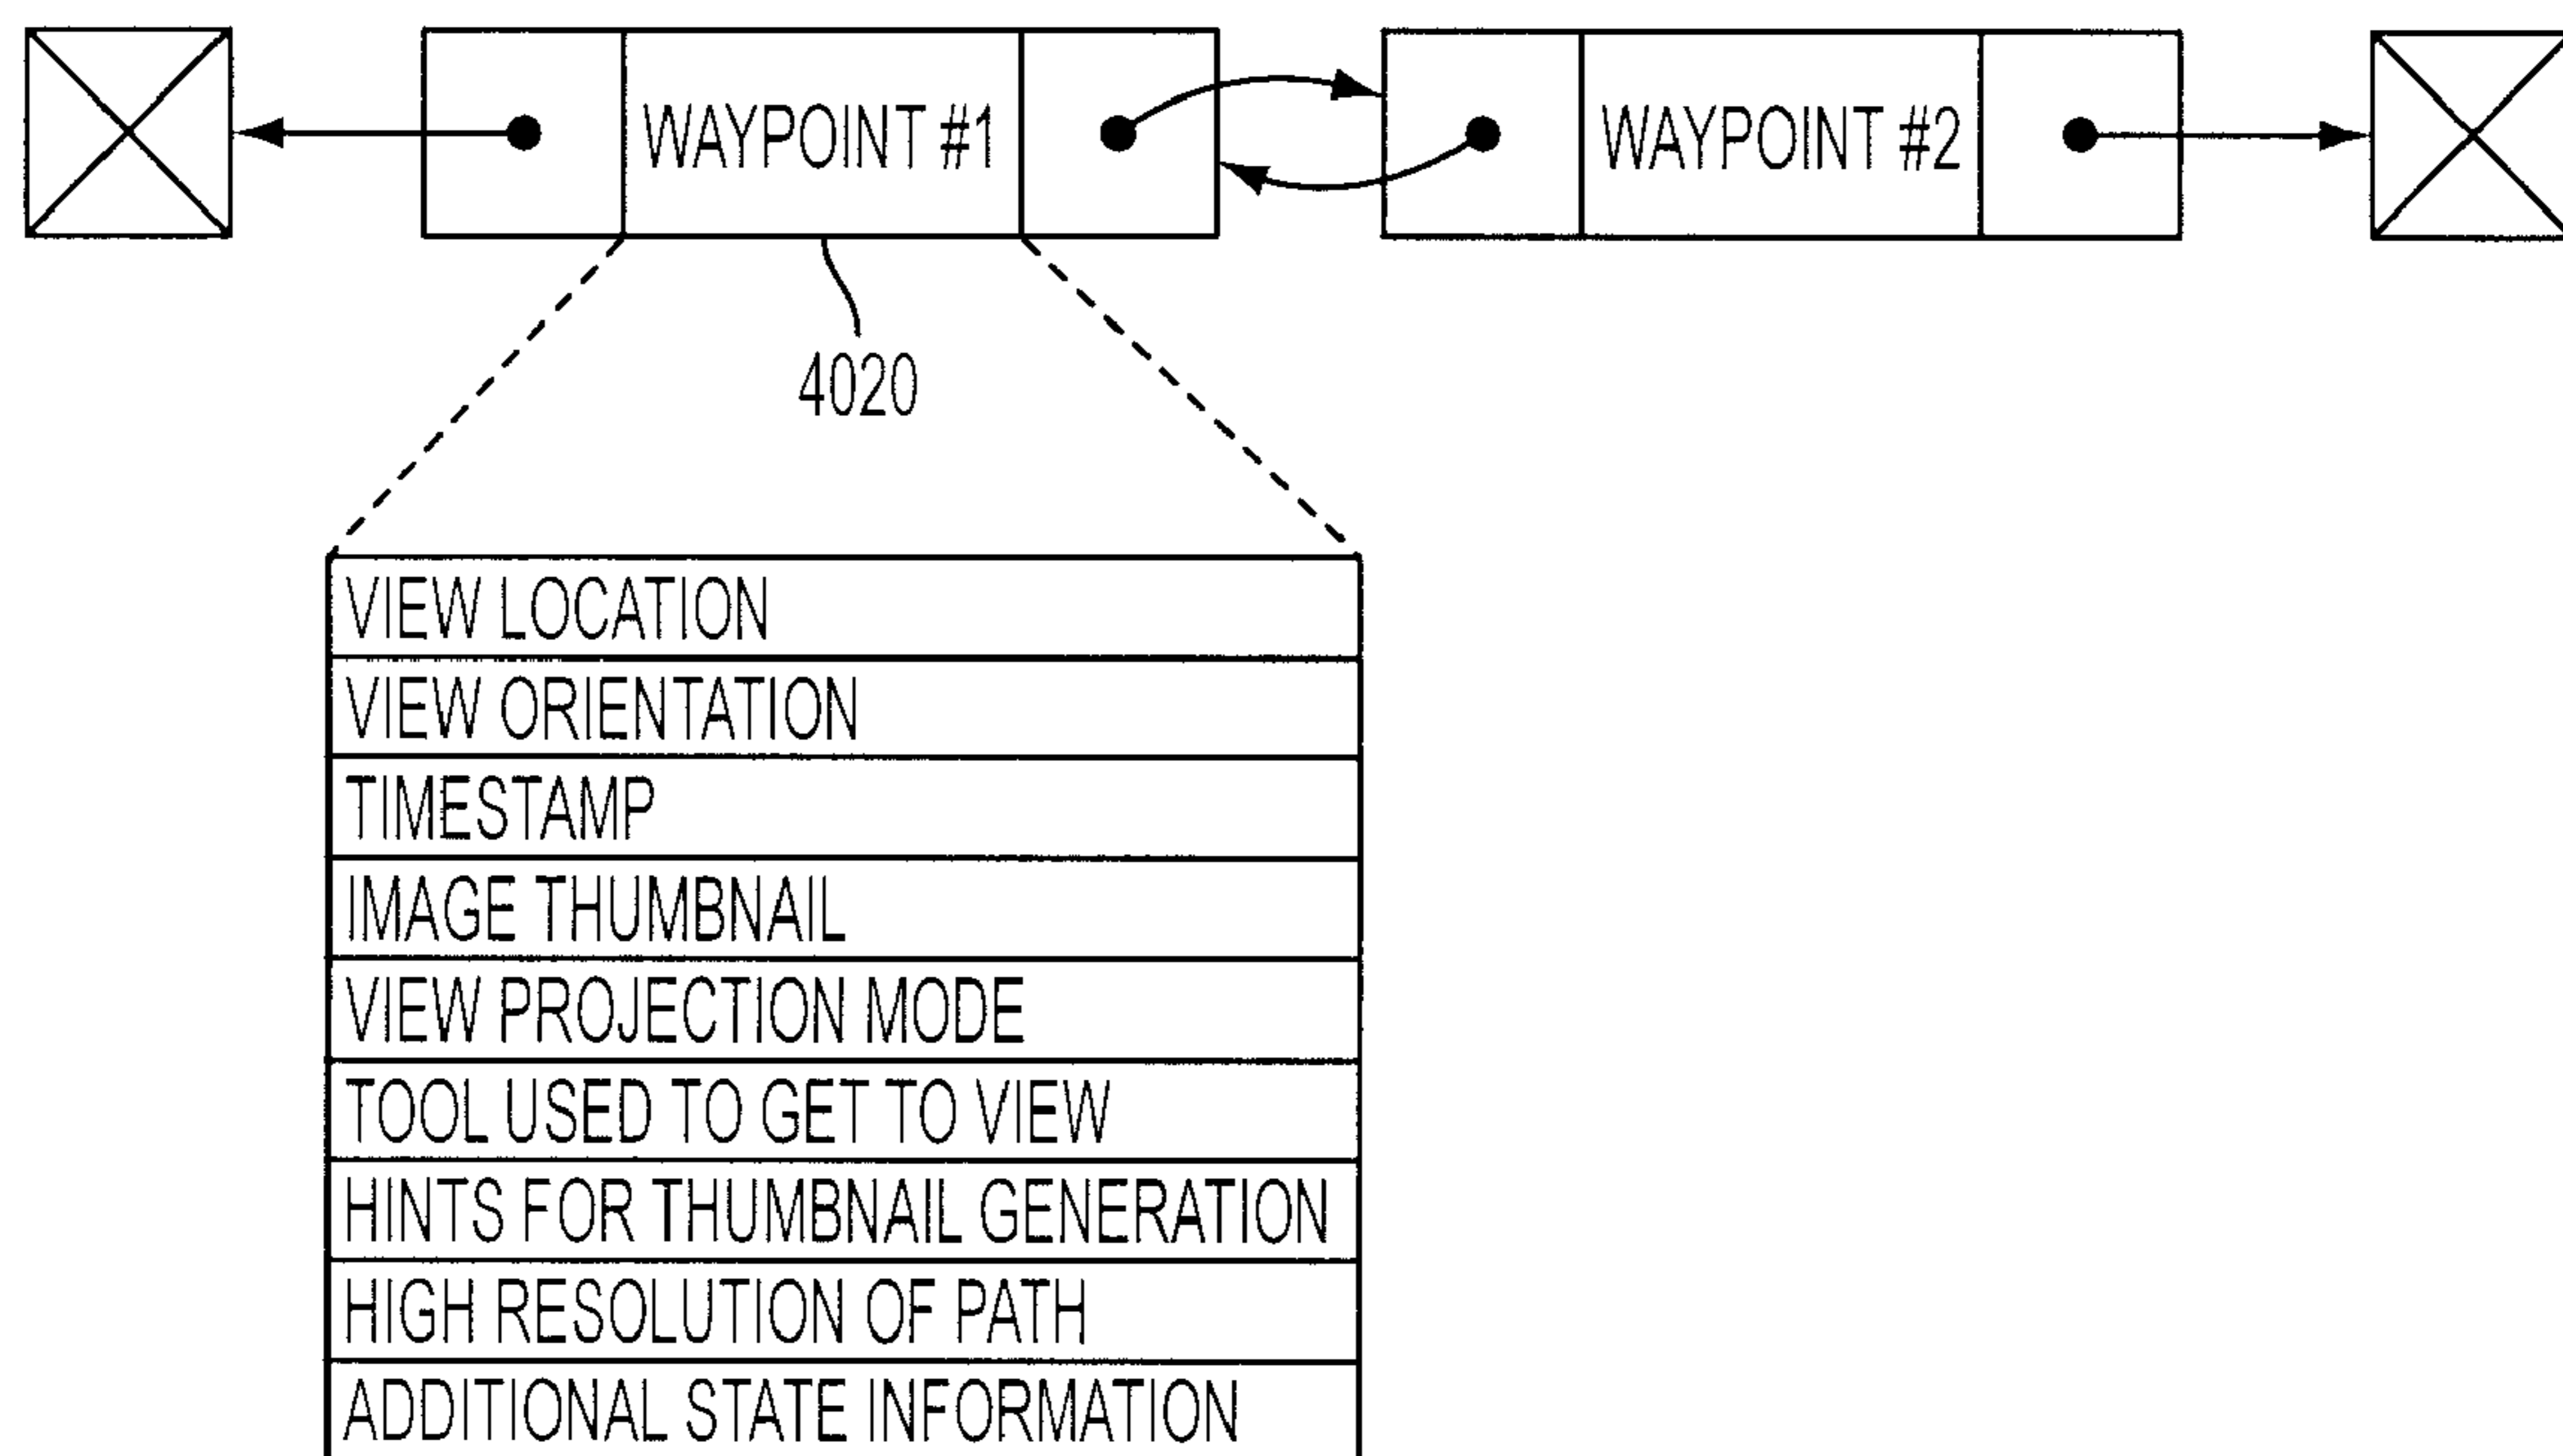 WAYPOINT #1 WAYPOINT #2
4020
VIEW LOCATION
VIEW ORIENTATION
TIMESTAMP
IMAGE THUMBNAIL
VIEW PROJECTION MODE
TOOL USED TO GET TO VIEW
HINTS FOR THUMBNAIL GENERATION
HIGH RESOLUTION OF PATH
ADDITIONAL STATE INFORMATION